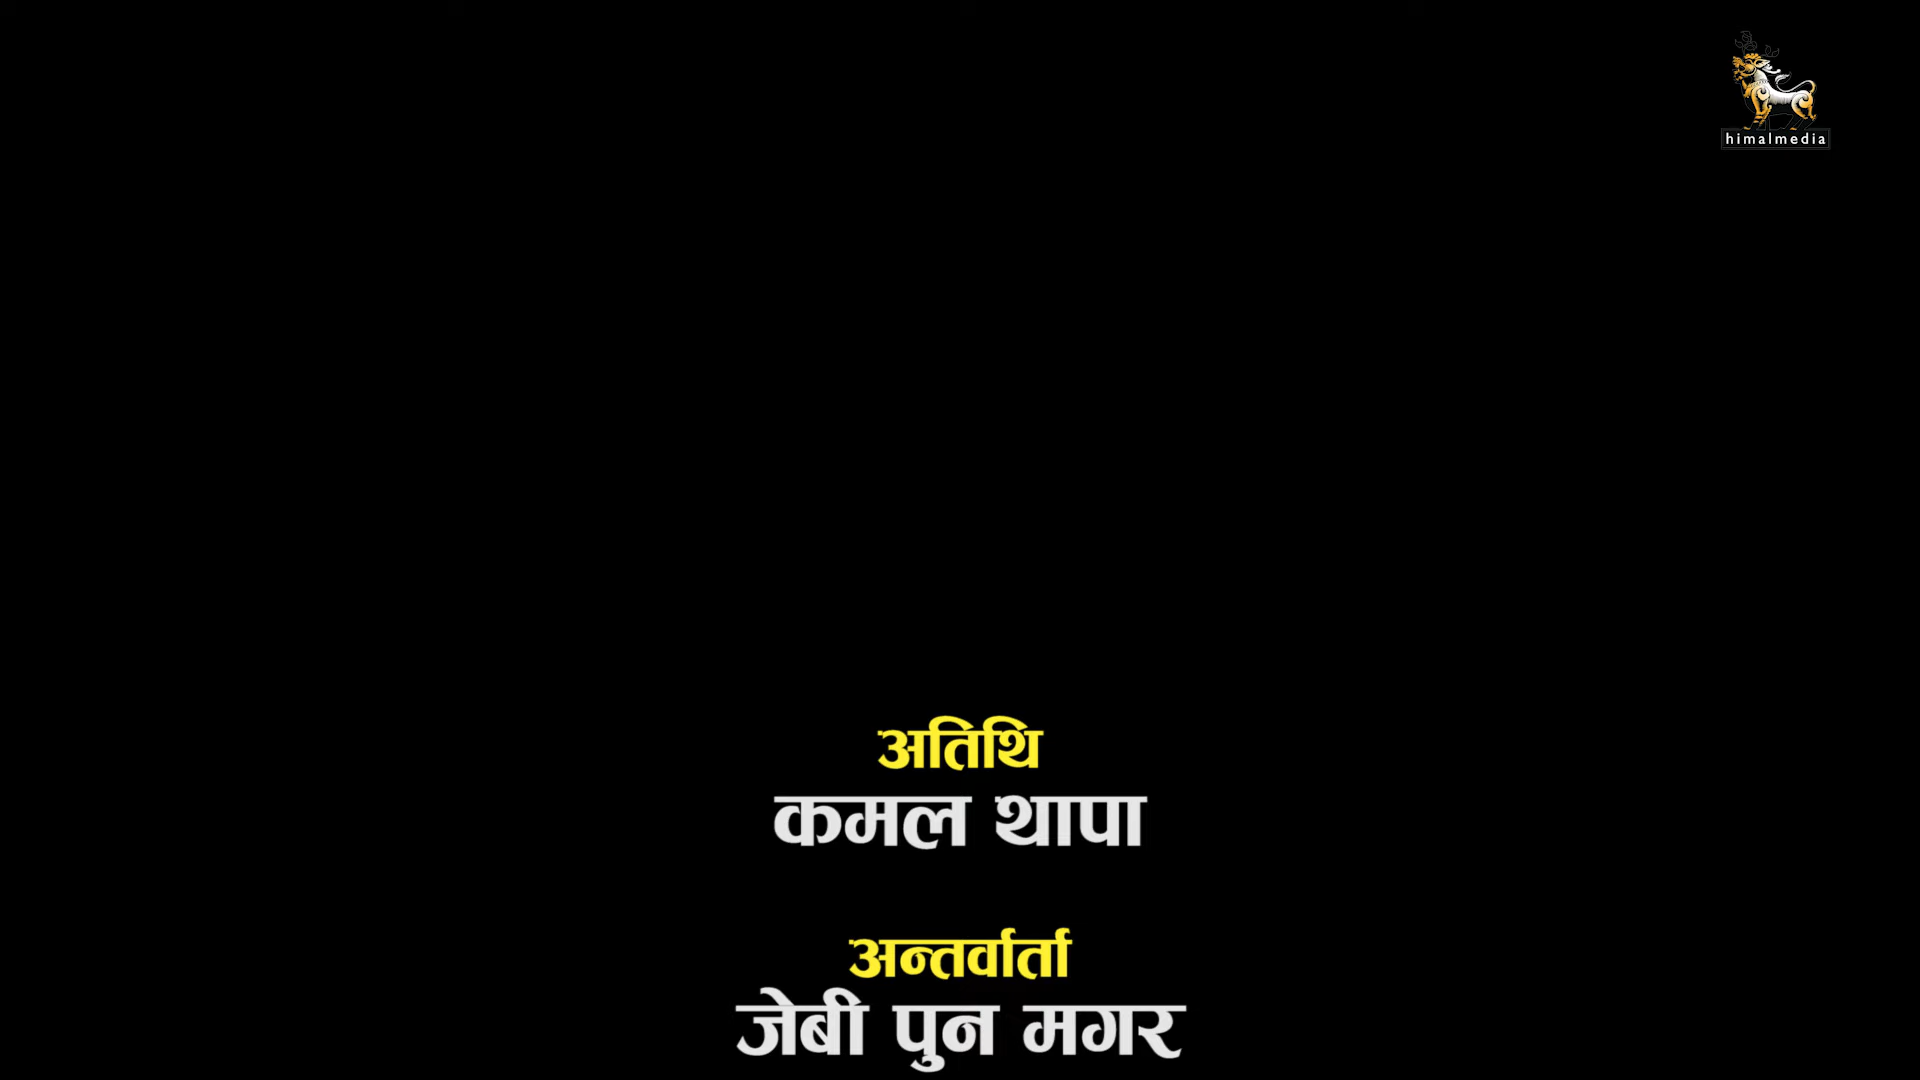 himalmedia
अतिथि
कमल थापा
अन्तर्वार्ता
जेबी पुन मगर